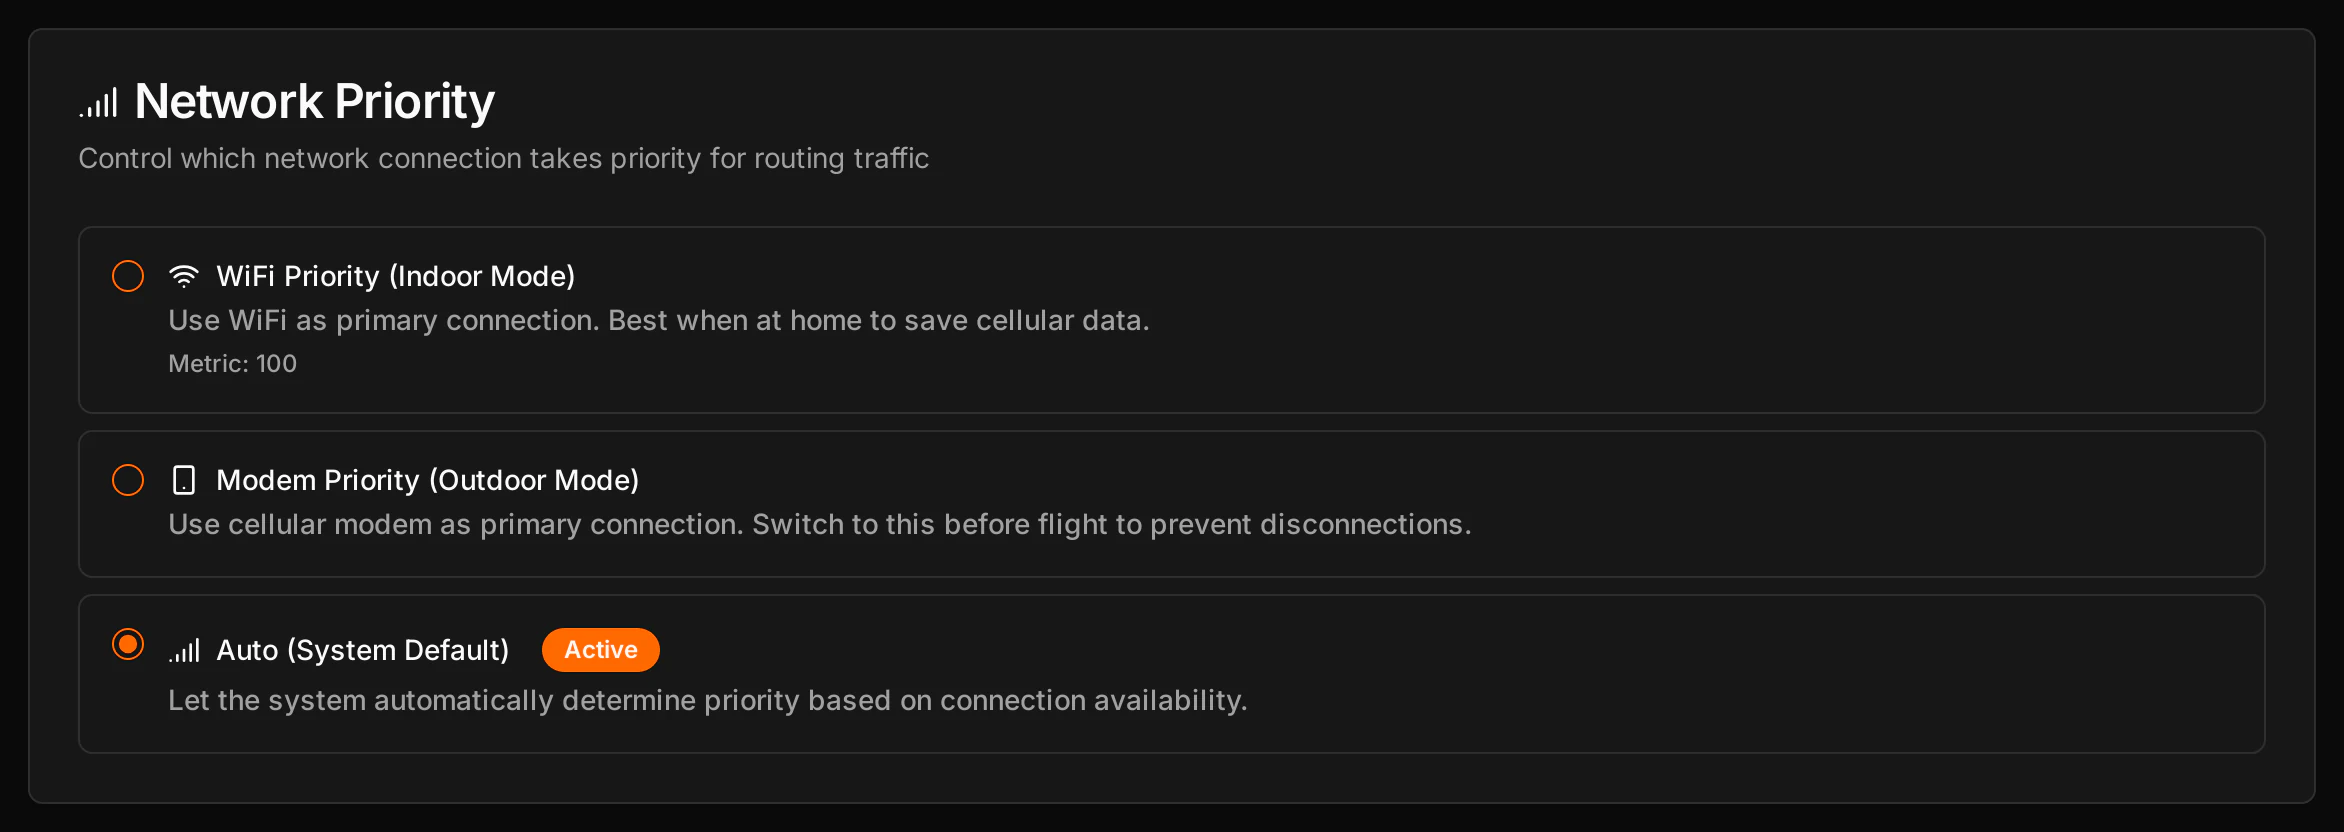 Network Priority
Control which network connection takes priority for routing traffic
WiFi Priority (Indoor Mode)
Use WiFi as primary connection. Best when at home to save cellular data.
Metric: 100
Modem Priority (Outdoor Mode)
Use cellular modem as primary connection. Switch to this before flight to prevent disconnections.
Auto (System Default) Active
Let the system automatically determine priority based on connection availability.